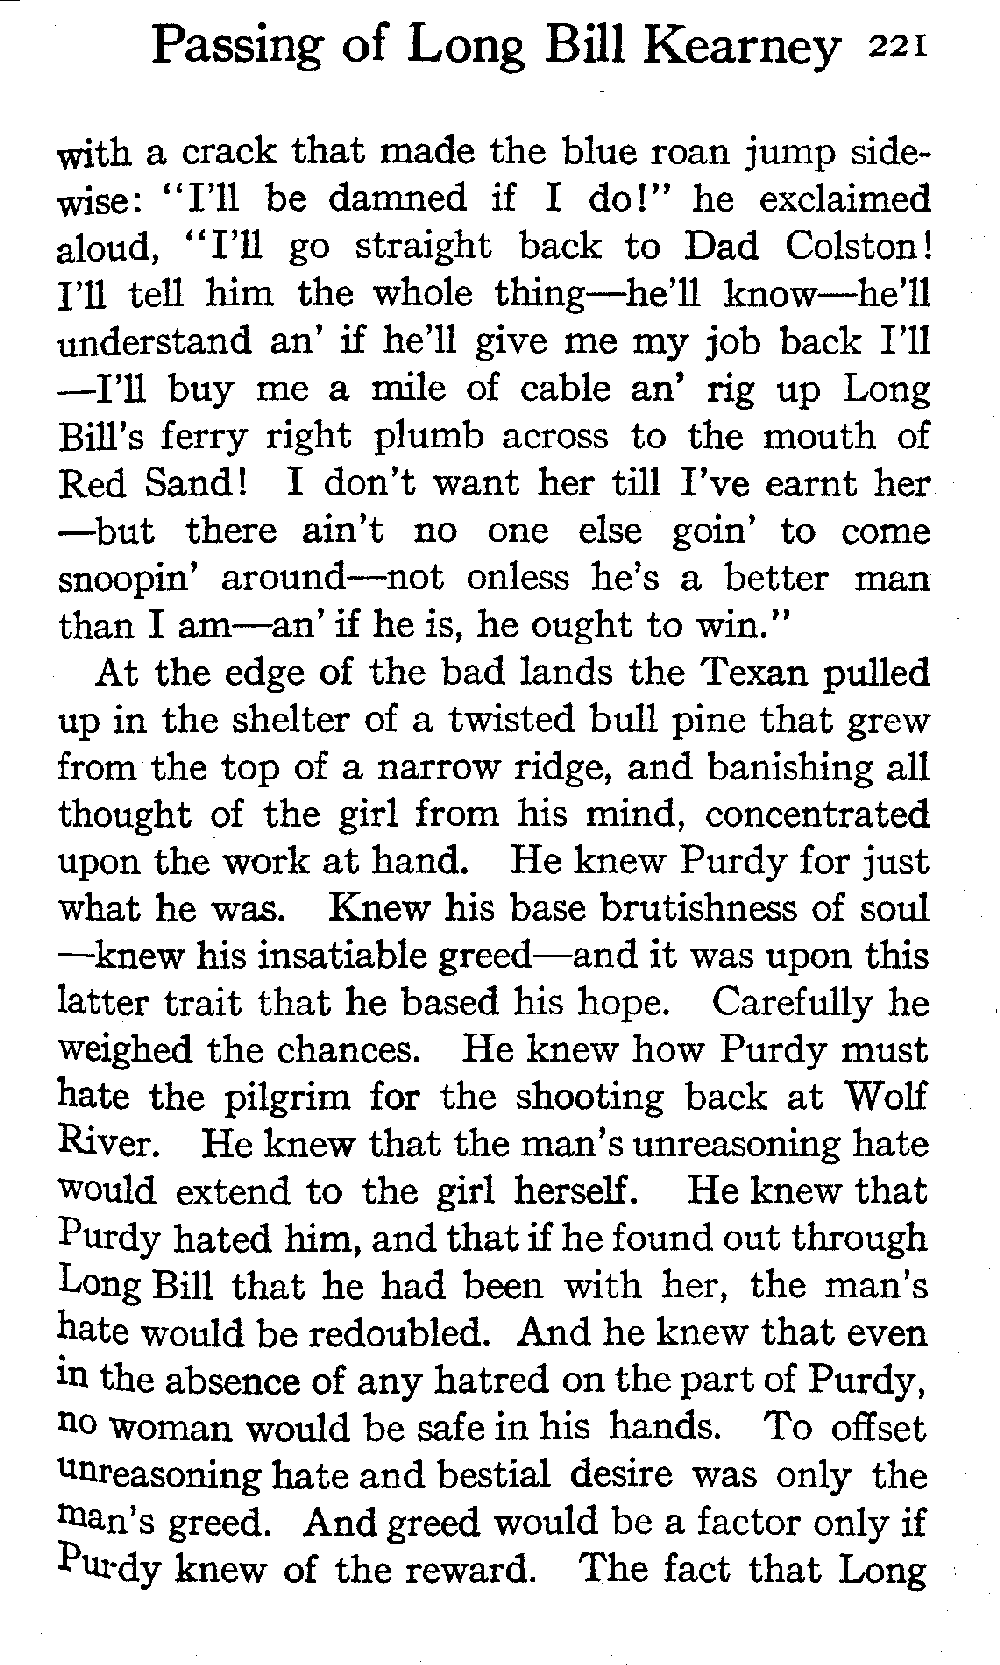 Passing of Long Bill Kearney 221
with a crack that made the blue roan jump side-
wise: "I'll be damned if I do!" he exclaimed
aloud, "I'll go straight back to Dad Colston!
I'll tell him the whole thing—he'll know—he'll
understand an' if he'll give me my job back I'll
—I'll buy me a mile of cable an' rig up Long
Bill's ferry right plumb across to the mouth of
Red Sand! I don't want her till I've earnt her
—but there ain't no one else goin' to come
snoopin' around—not onless he's a better man
than I am—an' if he is, he ought to win."
At the edge of the bad lands the Texan pulled
up in the shelter of a twisted bull pine that grew
from the top of a narrow ridge, and banishing all
thought of the girl from his mind, concentrated
upon the work at hand. He knew Purdy for just
what he was. Knew his base brutishness of soul
—knew his insatiable greed—and it was upon this
latter trait that he based his hope. Carefully he
weighed the chances. He knew how Purdy must
hate the pilgrim for the shooting back at Wolf
River. He knew that the man's unreasoning hate
would extend to the girl herself. He knew that
Purdy hated him, and that if he found out through
Long Bill that he had been with her, the man's
hate would be redoubled. And he knew that even
in the absence of any hatred on the part of Purdy,
no woman would be safe in his hands. To offset
unreasoning hate and bestial desire was only the
man's greed. And greed would be a factor only if
Purdy knew of the reward. The fact that Long